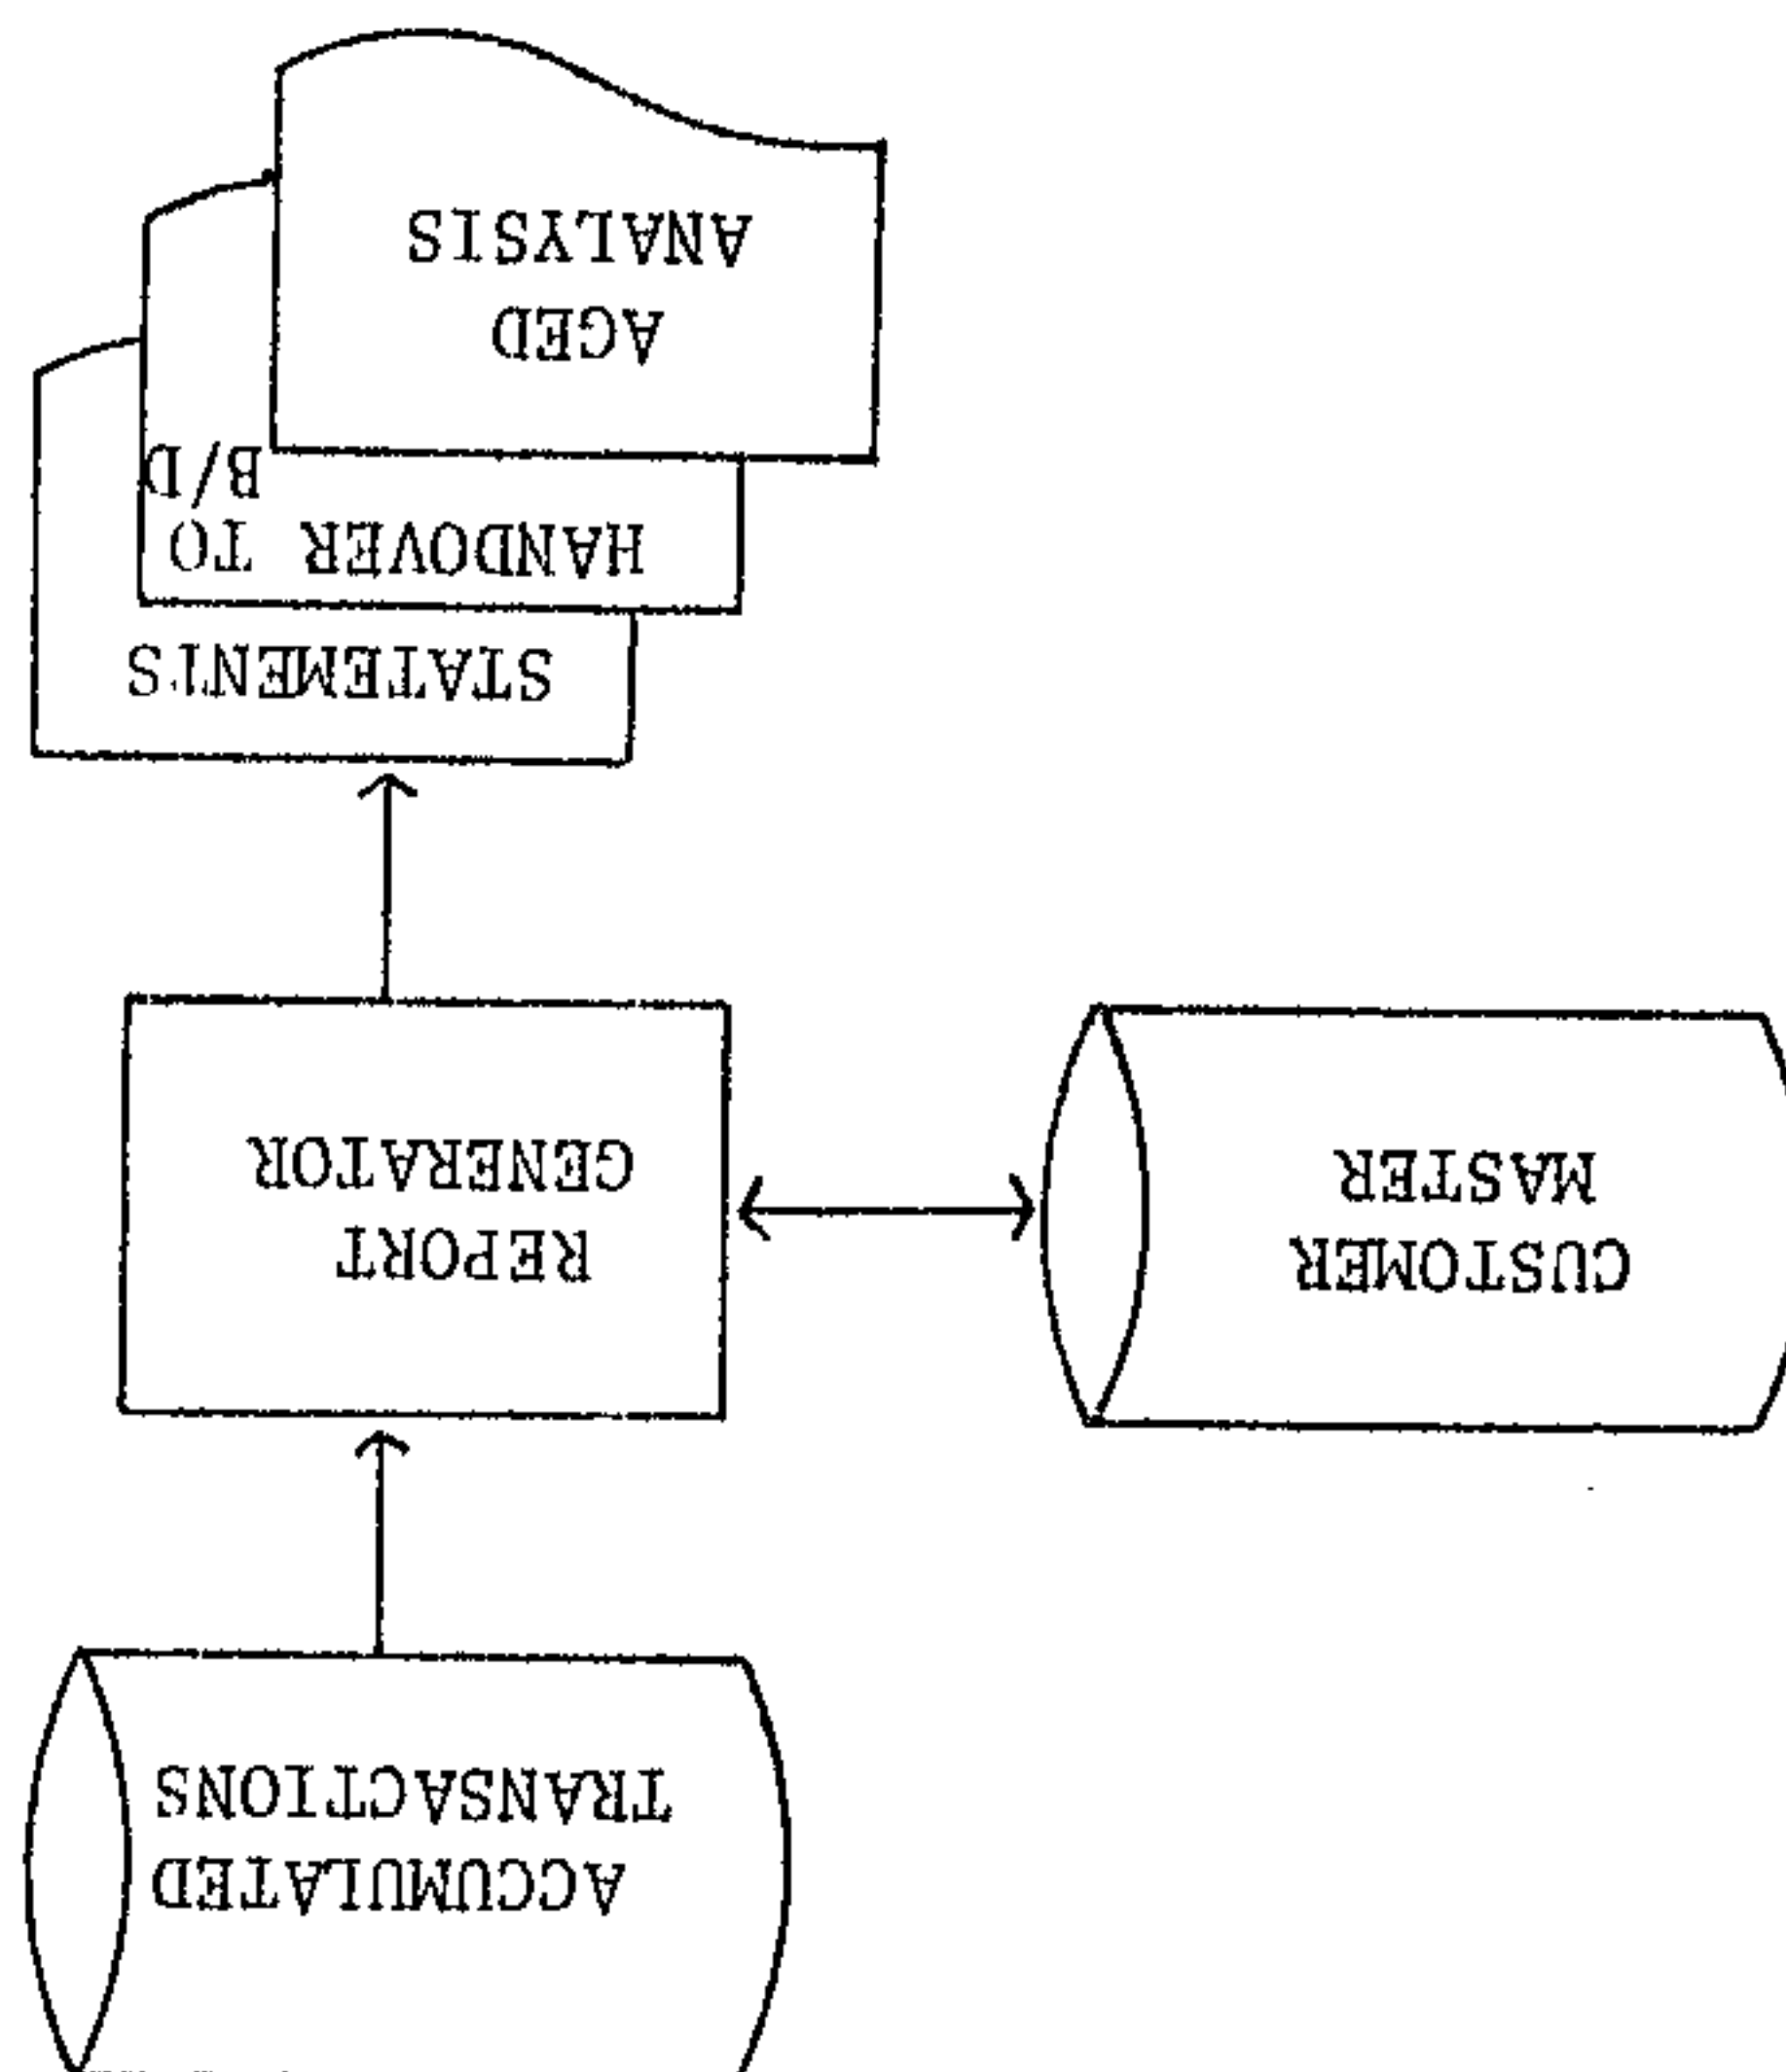 ACCUMULATED
TRANSACTIONS
CUSTOMER
MASTER
REPORT
GENERATOR
STATEMENTS
HANDOVER TO
B/D
AGED
ANALYSIS